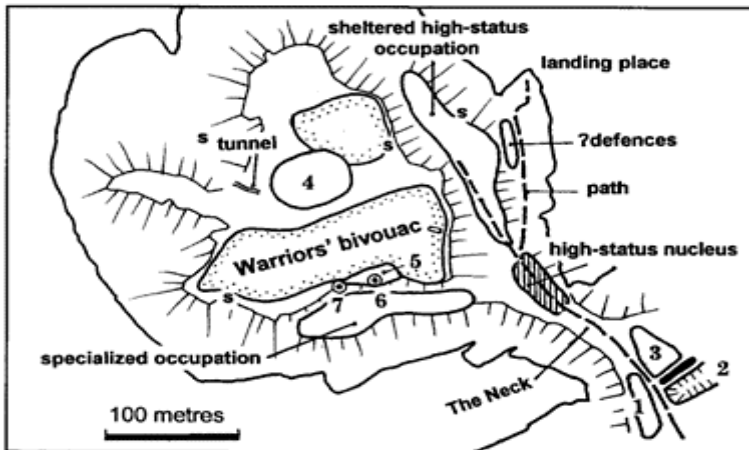 sheltered high-status
occupation
landing place
s
s
tunnel
?defences
s
4
path
Warriors' bivouac
high-status nucleus
5
7
6
s
specialized occupation
3
2
The Neck
1
100 metres